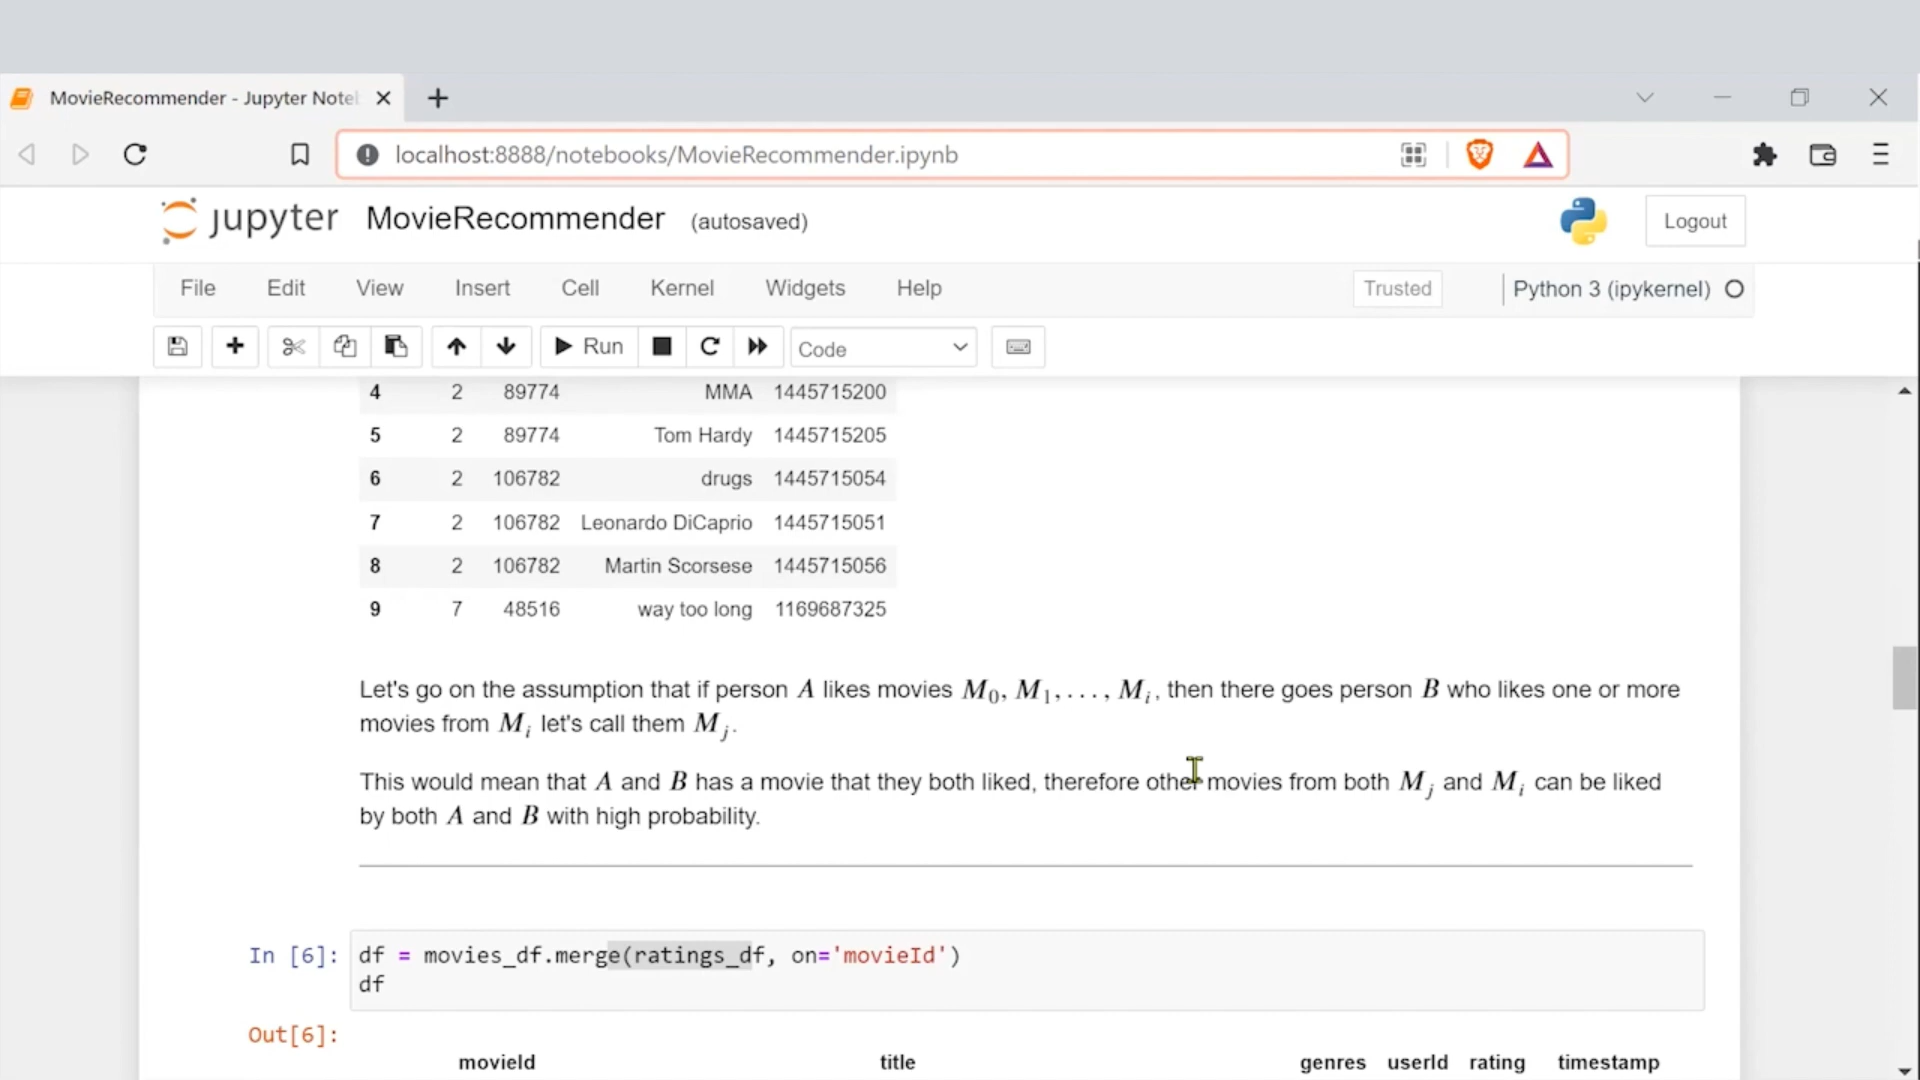 MovieRecommender - Jupyter Note
localhost:8888/notebooks/MovieRecommender.ipynb
jupyter MovieRecommender (autosaved) Logout
File Edit View Insert Cell Kernel Widgets Help Trusted Python 3 (ipykernel)
Run Code
4 2 89774 MMA 1445715200
5 2 89774 Tom Hardy 1445715205
6 2 106782 drugs 1445715054
7 2 106782 Leonardo DiCaprio 1445715051
8 2 106782 Martin Scorsese 1445715056
9 7 48516 way too long 1169687325
Let's go on the assumption that if person A likes movies M₀, M₁, . . . , Mᵢ, then there goes person B who likes one or more
movies from Mᵢ let's call them Mⱼ.
This would mean that A and B has a movie that they both liked, therefore other movies from both Mⱼ and Mᵢ can be liked
by both A and B with high probability.
In [6]: df = movies_df.merge(ratings_df, on='movieId')
df
Out[6]:
movieId title genres userId rating timestamp